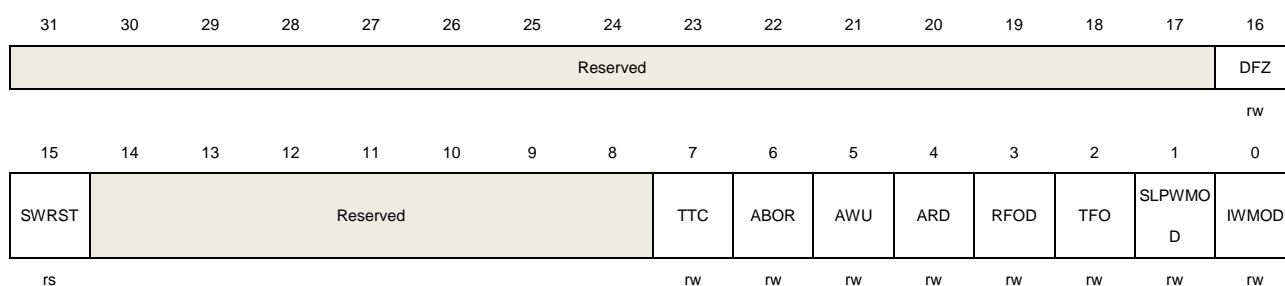 31 30 29 28 27 26 25 24 23 22 21 20 19 18 17 16
Reserved DFZ
rw
15 14 13 12 11 10 9 8 7 6 5 4 3 2 1 0
SWRST Reserved TTC ABOR AWU ARD RFOD TFO SLPWMO IWMOD
D
rs rw rw rw rw rw rw rw rw